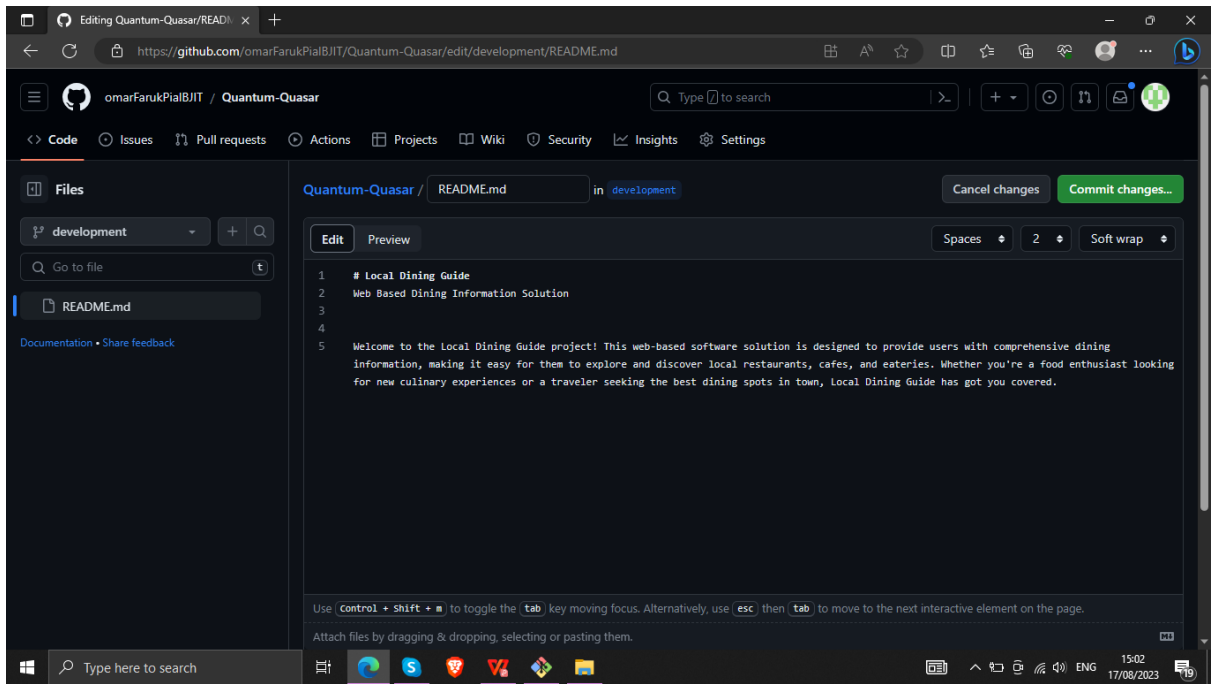 Editing Quantum-Quasar/READM
https://github.com/omarFarukPialBJIT/Quantum-Quasar/edit/development/README.md
omarFarukPialBJIT / Quantum-Quasar
Type / to search
Code Issues Pull requests Actions Projects Wiki Security Insights Settings
Files
Quantum-Quasar / README.md in development
Cancel changes Commit changes...
development
Edit Preview
Spaces 2 Soft wrap
Go to file t
README.md
Documentation • Share feedback
1 # Local Dining Guide
2 Web Based Dining Information Solution
3
4
5 Welcome to the Local Dining Guide project! This web-based software solution is designed to provide users with comprehensive dining
information, making it easy for them to explore and discover local restaurants, cafes, and eateries. Whether you're a food enthusiast looking
for new culinary experiences or a traveler seeking the best dining spots in town, Local Dining Guide has got you covered.
Use Control + Shift + m to toggle the tab key moving focus. Alternatively, use esc then tab to move to the next interactive element on the page.
Attach files by dragging & dropping, selecting or pasting them.
Type here to search
ENG
15:02
17/08/2023
19